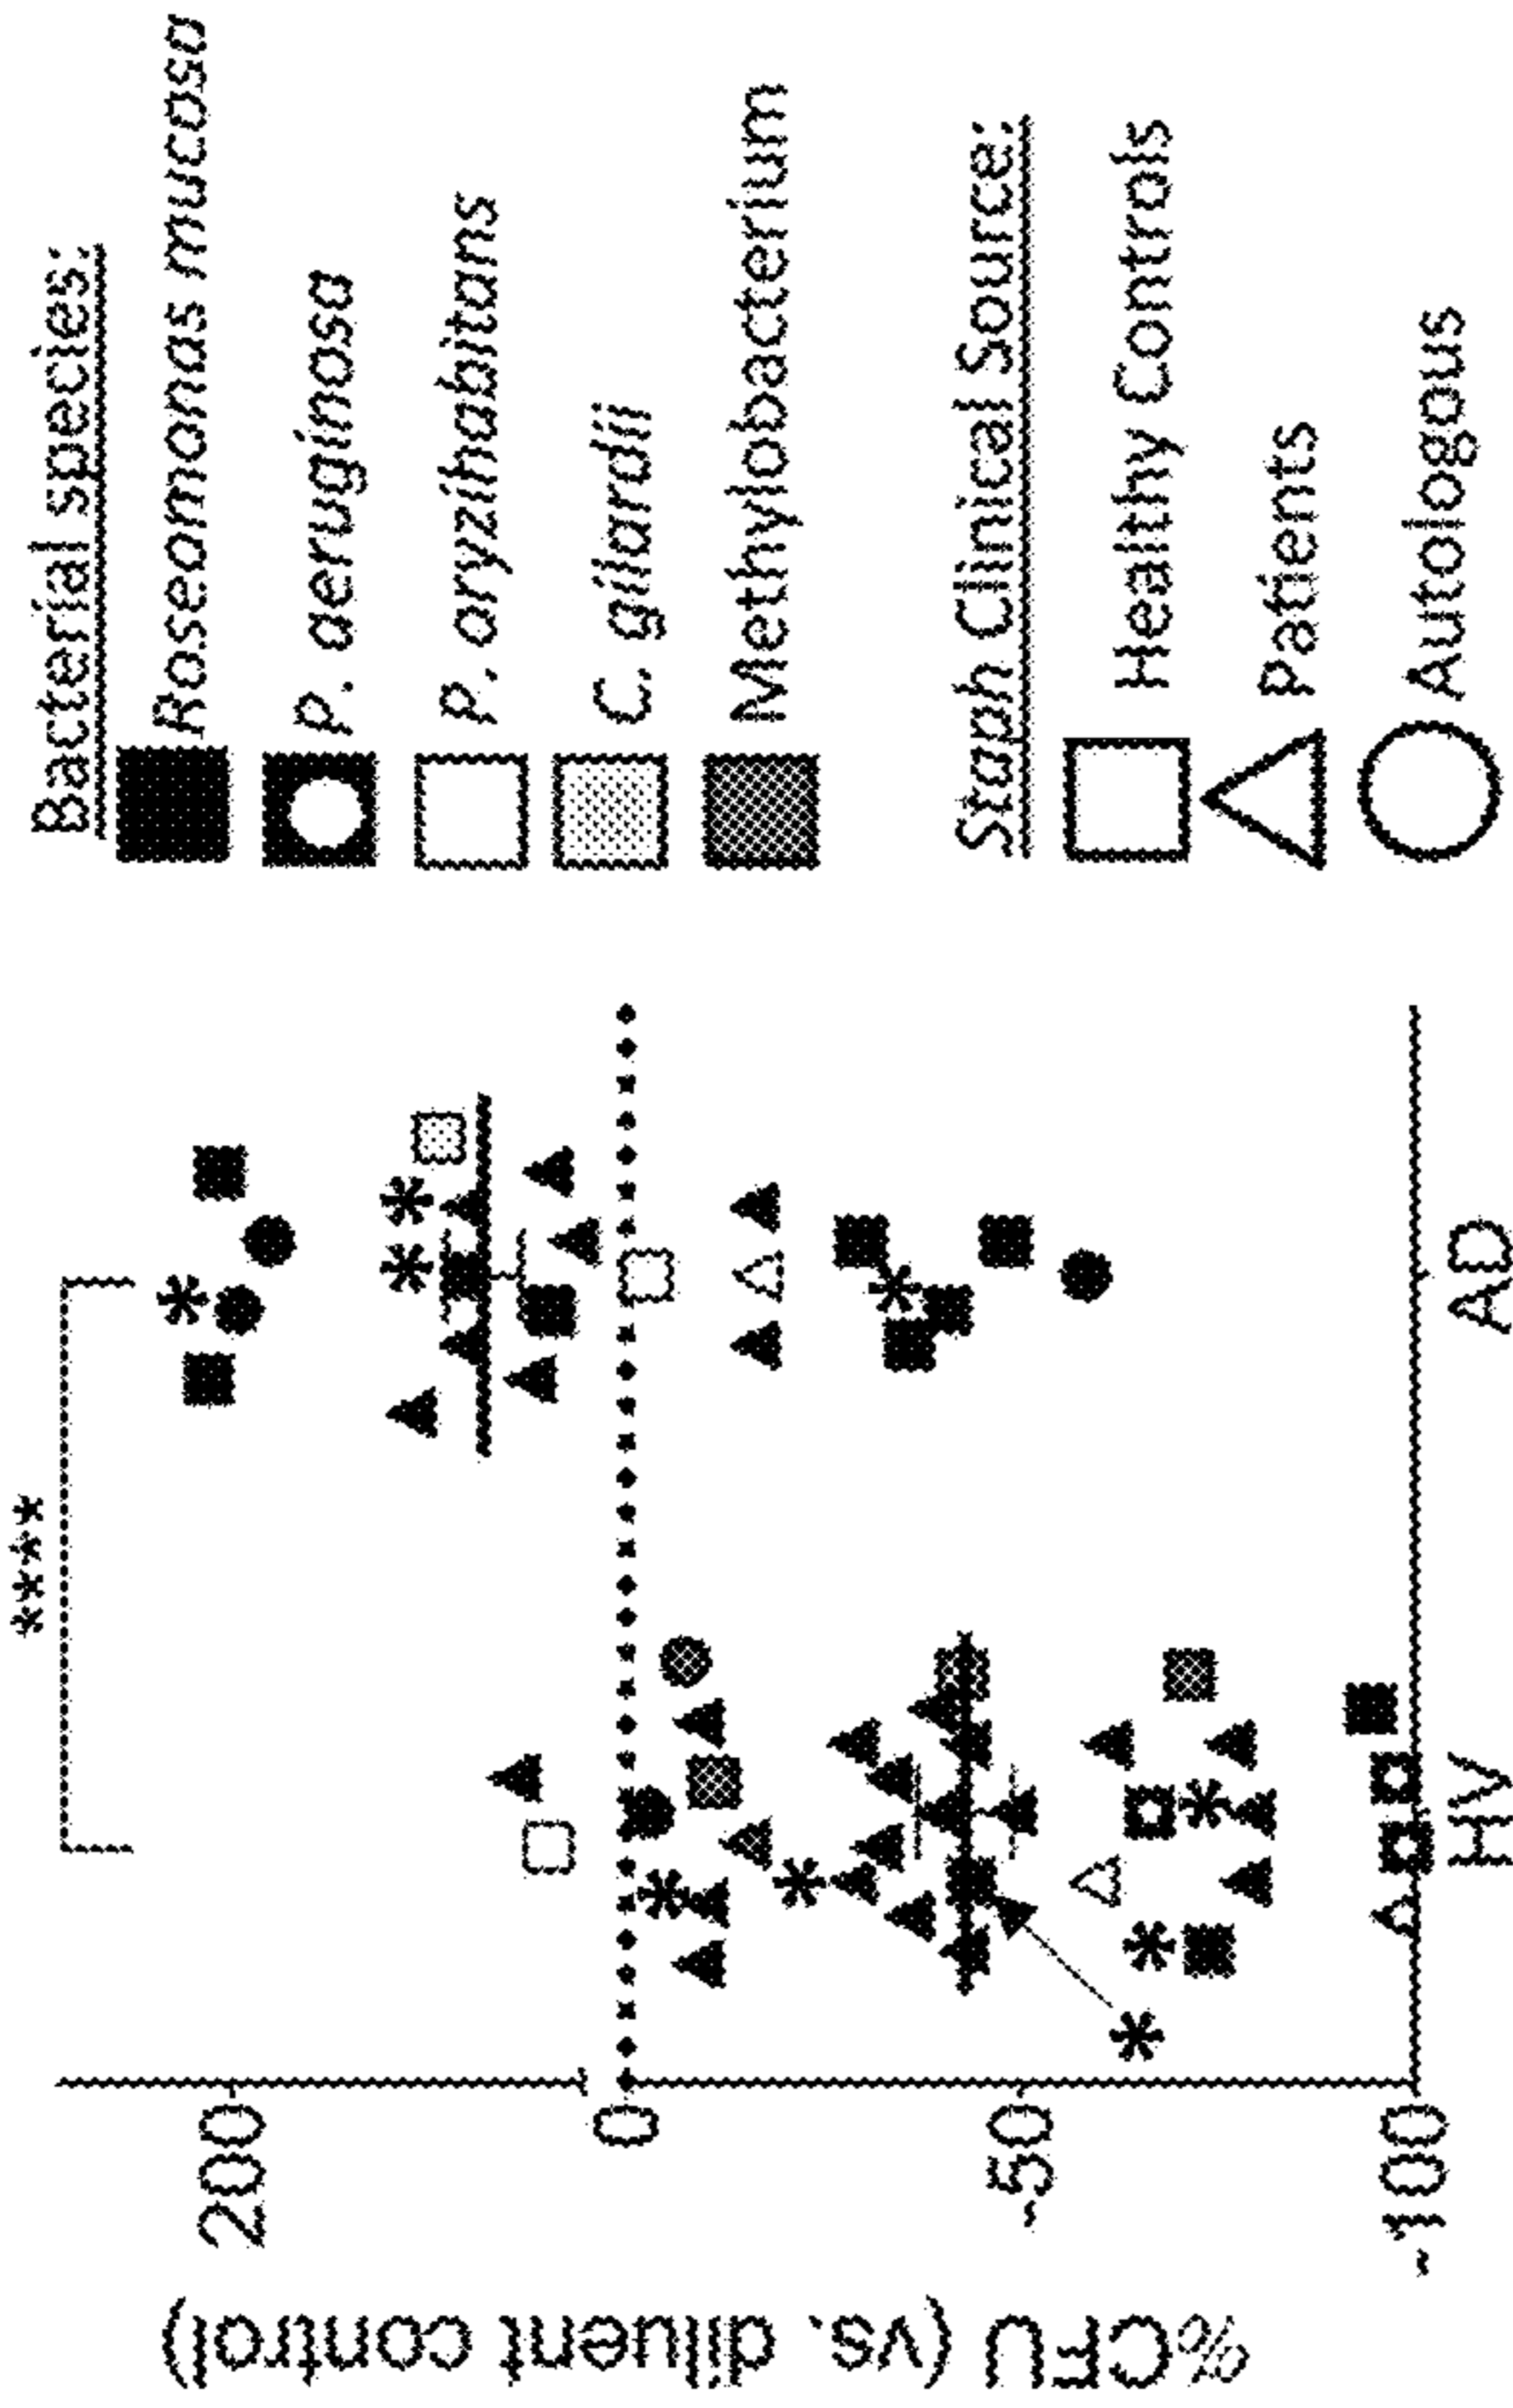 ****
%CFU (vs. diluent control)
200
0
-50
-100
HV
AD
*
*
*
*
*
*
*
*
*
Bacterial species:
Roseomonas mucosa
P. aeruginosa
P. oryzihabitans
C. gilardii
Methylobacterium
Staph Clinical Source:
Healthy Controls
Patients
Autologous